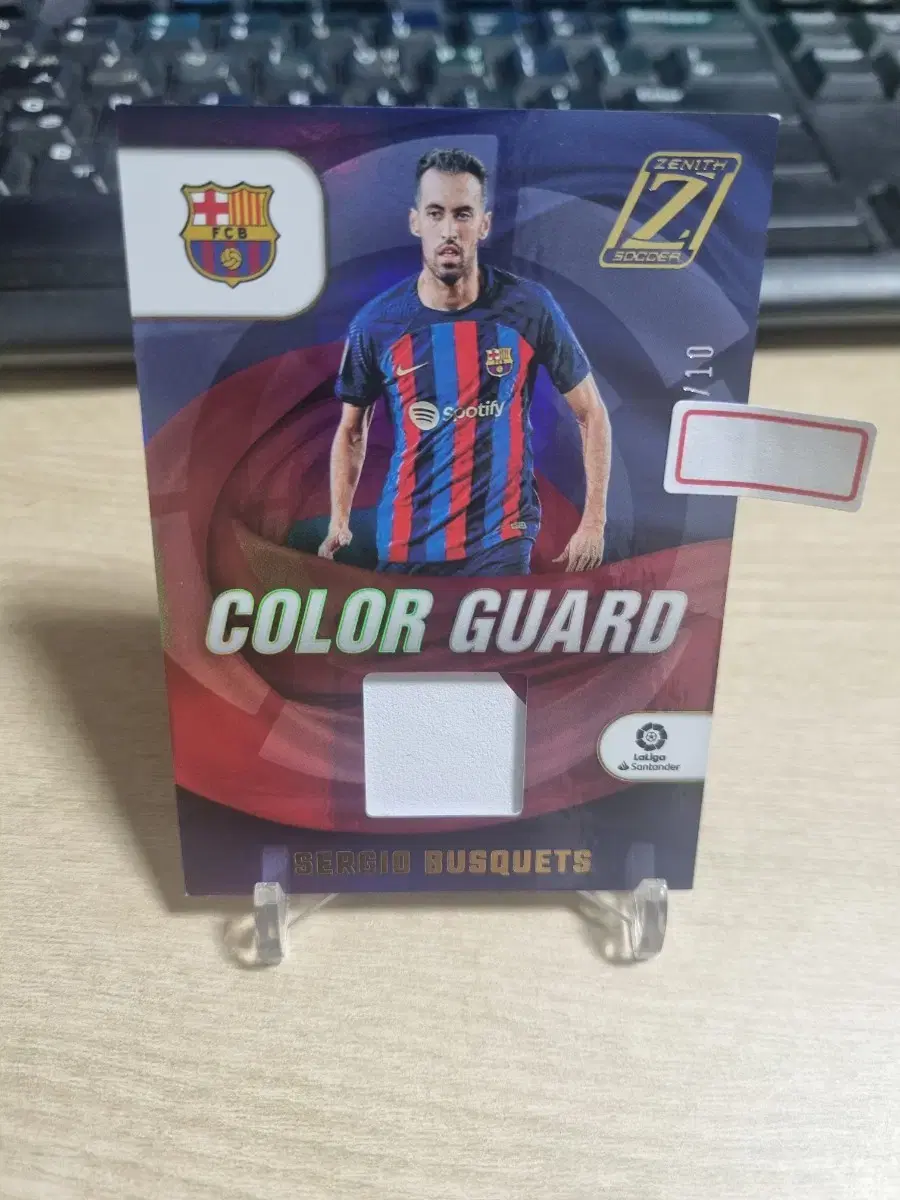 FCB
ZENITH
Z
SOCCER
/10
Spotify
COLOR GUARD
LaLiga
Santander
SERGIO BUSQUETS